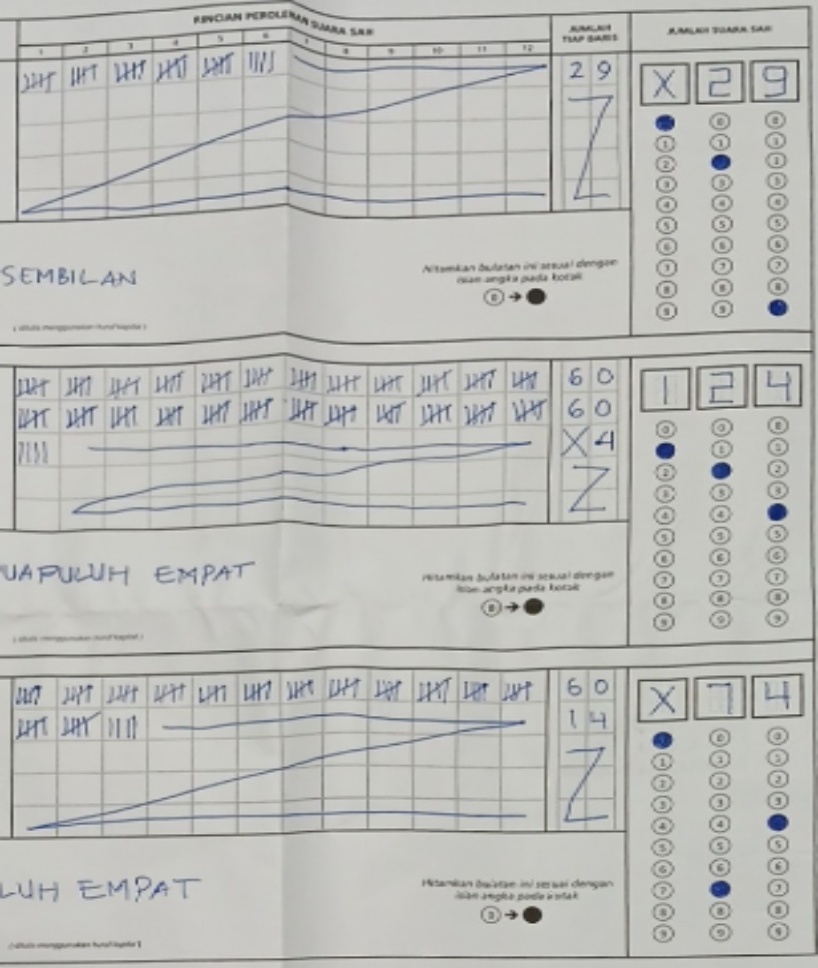 RINCIAN PEROLEHAN SUARA SAH
JUMLAH TIAP BARIS
JUMLAH SUARA SAH
1 2 3 4 5 6 7 8 9 10 11 12
2 9
X 2 9
SEMBILAN
Hitamkan bulatan ini sesuai dengan
isian angka pada kotak
( ditulis menggunakan huruf kapital )
6 0
6 0
X 4
1 2 4
UAPULUH EMPAT
Hitamkan bulatan ini sesuai dengan
isian angka pada kotak
( ditulis menggunakan huruf kapital )
6 0
1 4
X 7 4
LUH EMPAT
Hitamkan bulatan ini sesuai dengan
isian angka pada kotak
( ditulis menggunakan huruf kapital )